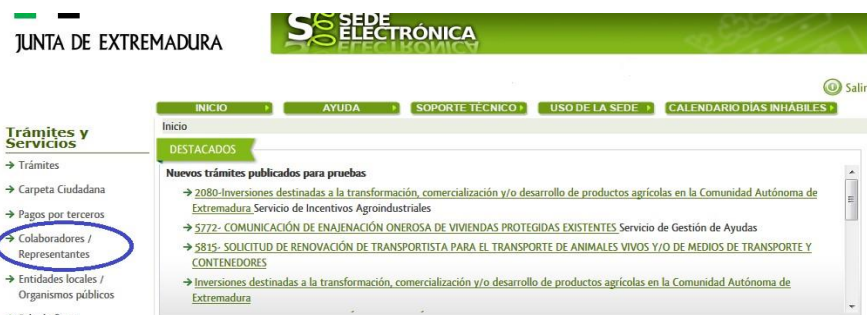 JUNTA DE EXTREMADURA
SEDE
ELECTRÓNICA
Salir
INICIO
AYUDA
SOPORTE TÉCNICO
USO DE LA SEDE
CALENDARIO DÍAS INHÁBILES
Trámites y
Servicios
Trámites
Carpeta Ciudadana
Pagos por terceros
Colaboradores /
Representantes
Entidades locales /
Organismos públicos
Inicio
DESTACADOS
Nuevos trámites publicados para pruebas
2080-Inversiones destinadas a la transformación, comercialización y/o desarrollo de productos agrícolas en la Comunidad Autónoma de
Extremadura Servicio de Incentivos Agroindustriales
5772- COMUNICACIÓN DE ENAJENACIÓN ONEROSA DE VIVIENDAS PROTEGIDAS EXISTENTES Servicio de Gestión de Ayudas
5815- SOLICITUD DE RENOVACIÓN DE TRANSPORTISTA PARA EL TRANSPORTE DE ANIMALES VIVOS Y/O DE MEDIOS DE TRANSPORTE Y
CONTENEDORES
Inversiones destinadas a la transformación, comercialización y/o desarrollo de productos agrícolas en la Comunidad Autónoma de
Extremadura